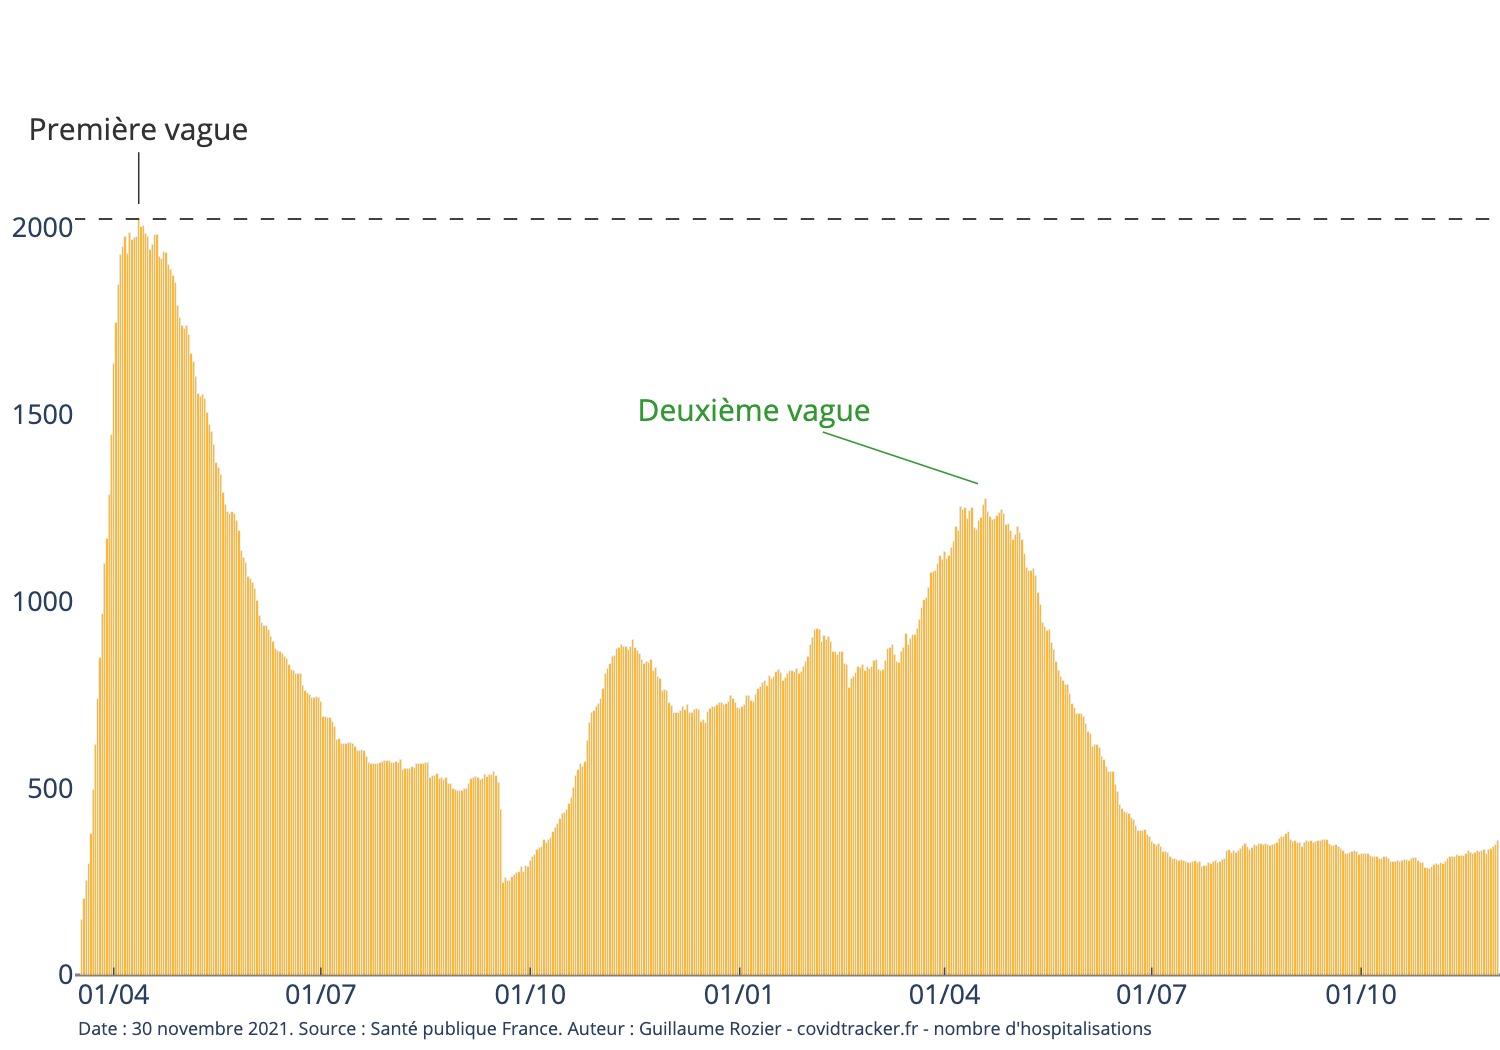 Première vague
2000
1500
Deuxième vague
1000
500
0
01/04 01/07 01/10 01/01 01/04 01/07 01/10
Date : 30 novembre 2021. Source : Santé publique France. Auteur : Guillaume Rozier - covidtracker.fr - nombre d'hospitalisations